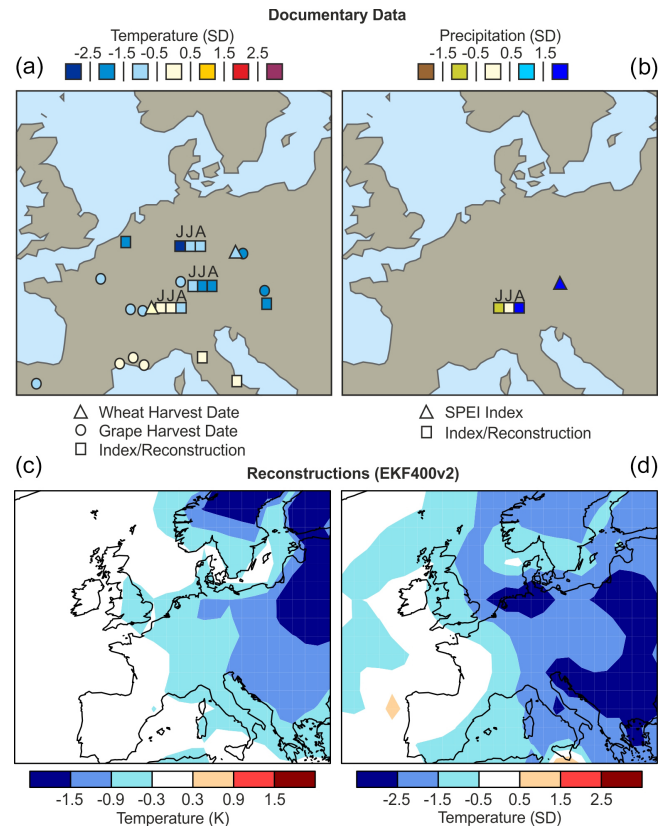 Documentary Data
Temperature (SD)
Precipitation (SD)
-2.5 -1.5 -0.5 0.5 1.5 2.5
-1.5 -0.5 0.5 1.5
(a)
(b)
JJA
JJA
JJA
JJA
Wheat Harvest Date
Grape Harvest Date
Index/Reconstruction
SPEI Index
Index/Reconstruction
(c)
Reconstructions (EKF400v2)
(d)
-1.5 -0.9 -0.3 0.3 0.9 1.5
Temperature (K)
-2.5 -1.5 -0.5 0.5 1.5 2.5
Temperature (SD)